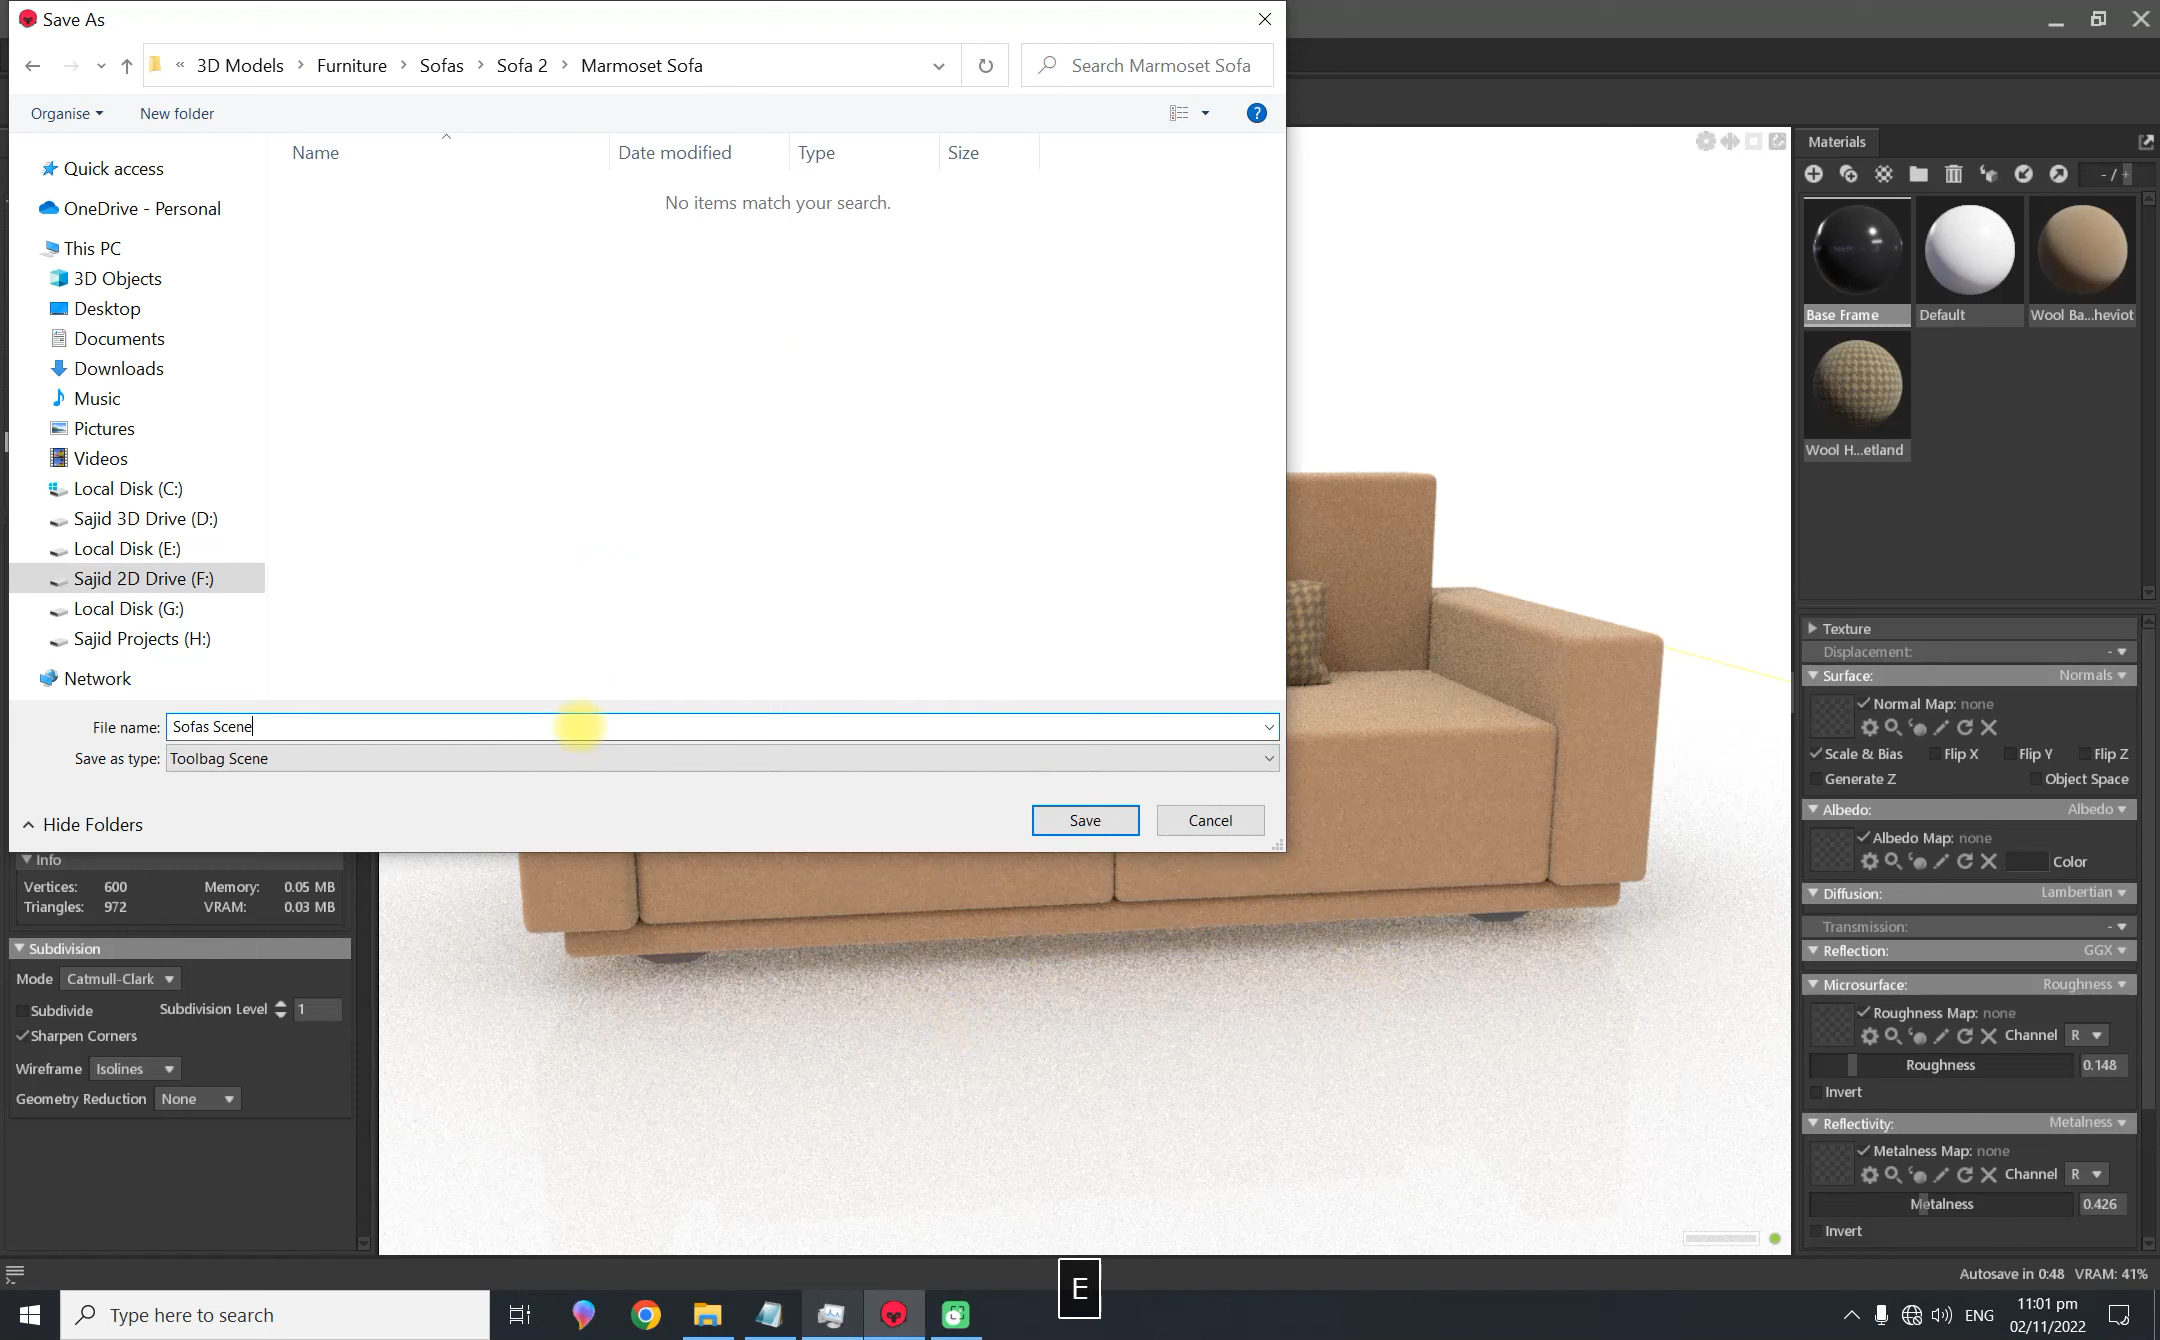 Save As
« 3D Models › Furniture › Sofas › Sofa 2 › Marmoset Sofa
Search Marmoset Sofa
Organise
New folder
Name
Date modified
Type
Size
No items match your search.
Quick access
OneDrive - Personal
This PC
3D Objects
Desktop
Documents
Downloads
Music
Pictures
Videos
Local Disk (C:)
Sajid 3D Drive (D:)
Local Disk (E:)
Sajid 2D Drive (F:)
Local Disk (G:)
Sajid Projects (H:)
Network
File name: Sofas Scene
Save as type: Toolbag Scene
Hide Folders
Save
Cancel
Info
Vertices: 600 Memory: 0.05 MB
Triangles: 972 VRAM: 0.03 MB
Subdivision
Mode Catmull-Clark
Subdivide Subdivision Level 1
Sharpen Corners
Wireframe Isolines
Geometry Reduction None
Materials
- / +
Base Frame
Default
Wool Ba...heviot
Wool H...etland
Texture
Displacement: -
Surface: Normals
Normal Map: none
Scale & Bias Flip X Flip Y Flip Z
Generate Z Object Space
Albedo: Albedo
Albedo Map: none
Color
Diffusion: Lambertian
Transmission: -
Reflection: GGX
Microsurface: Roughness
Roughness Map: none
Channel R
Roughness 0.148
Invert
Reflectivity: Metalness
Metalness Map: none
Channel R
Metalness 0.426
Invert
Autosave in 0:48 VRAM: 41%
E
Type here to search
ENG
11:01 pm
02/11/2022